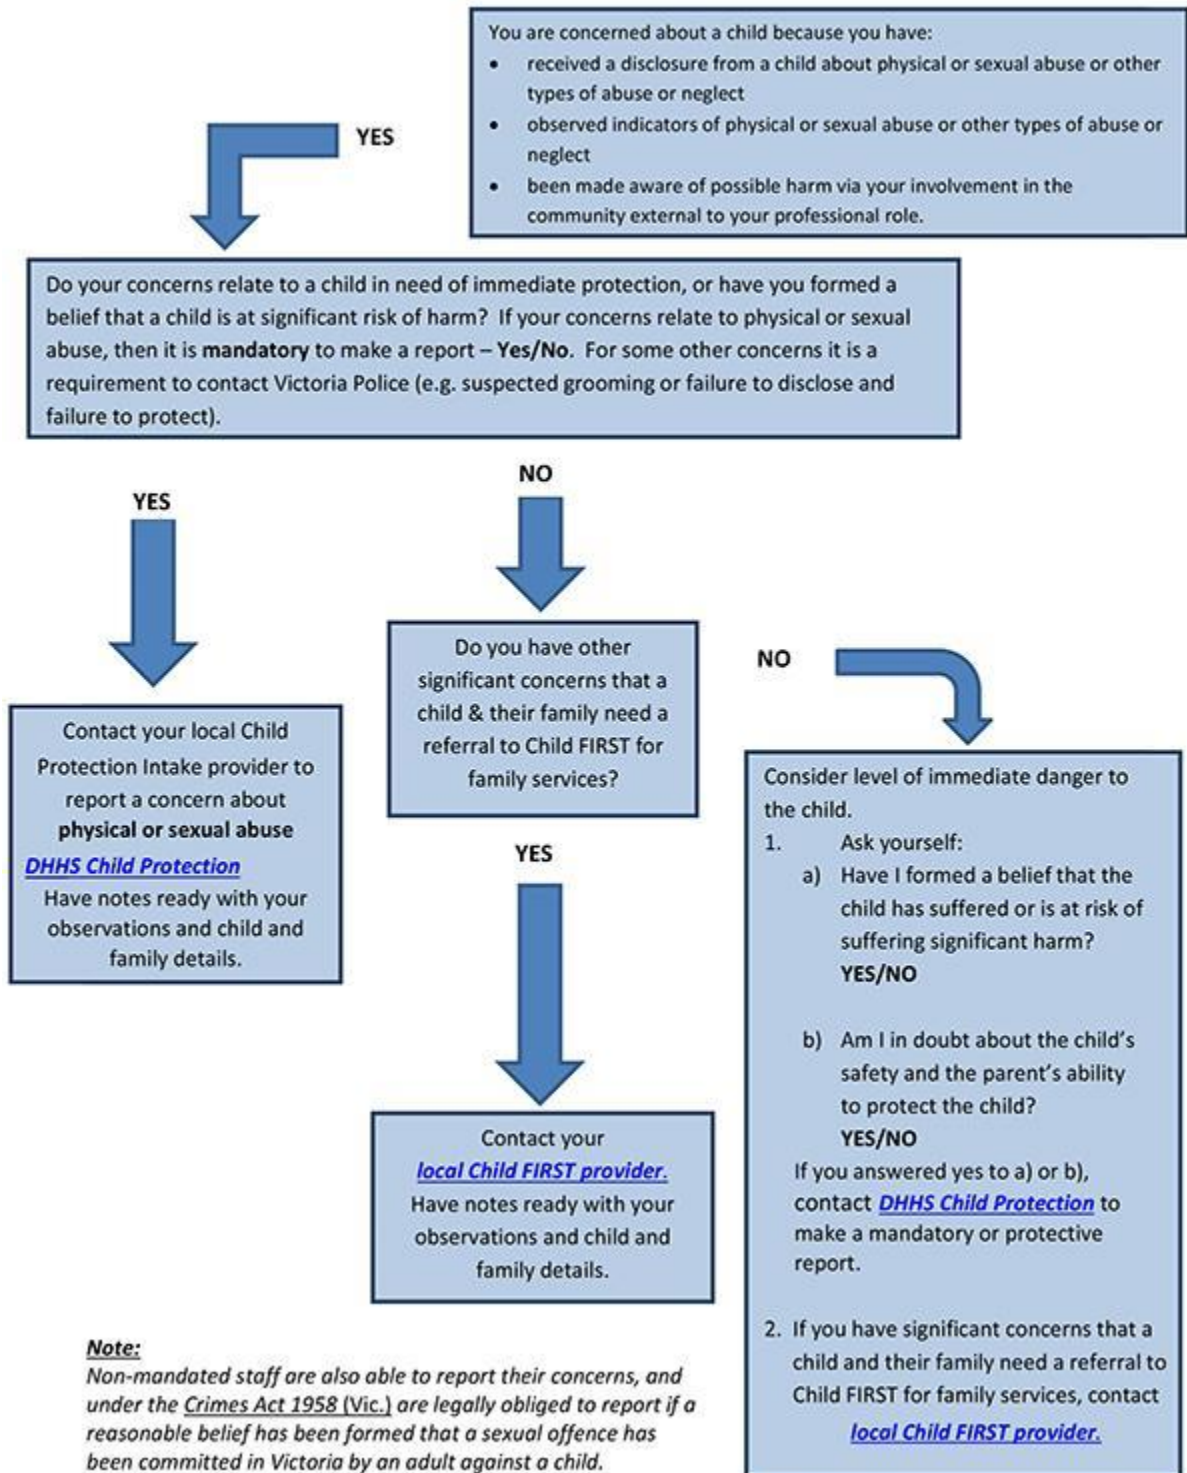 You are concerned about a child because you have:
• received a disclosure from a child about physical or sexual abuse or other
types of abuse or neglect
• observed indicators of physical or sexual abuse or other types of abuse or
neglect
• been made aware of possible harm via your involvement in the
community external to your professional role.
YES
Do your concerns relate to a child in need of immediate protection, or have you formed a
belief that a child is at significant risk of harm? If your concerns relate to physical or sexual
abuse, then it is mandatory to make a report – Yes/No. For some other concerns it is a
requirement to contact Victoria Police (e.g. suspected grooming or failure to disclose and
failure to protect).
YES
Contact your local Child
Protection Intake provider to
report a concern about
physical or sexual abuse
DHHS Child Protection
Have notes ready with your
observations and child and
family details.
NO
Do you have other
significant concerns that a
child & their family need a
referral to Child FIRST for
family services?
YES
Contact your
local Child FIRST provider.
Have notes ready with your
observations and child and
family details.
NO
Consider level of immediate danger to
the child.
1. Ask yourself:
a) Have I formed a belief that the
child has suffered or is at risk of
suffering significant harm?
YES/NO
b) Am I in doubt about the child's
safety and the parent's ability
to protect the child?
YES/NO
If you answered yes to a) or b),
contact DHHS Child Protection to
make a mandatory or protective
report.
2. If you have significant concerns that a
child and their family need a referral to
Child FIRST for family services, contact
local Child FIRST provider.
Note:
Non-mandated staff are also able to report their concerns, and
under the Crimes Act 1958 (Vic.) are legally obliged to report if a
reasonable belief has been formed that a sexual offence has
been committed in Victoria by an adult against a child.